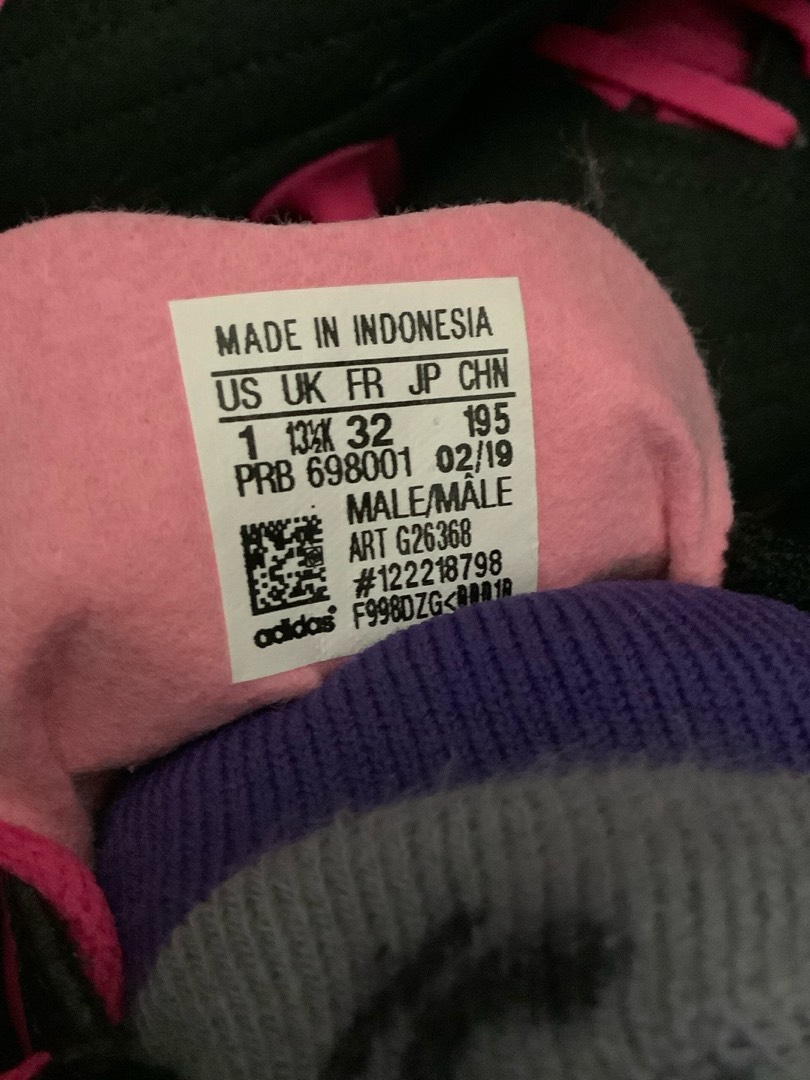 MADE IN INDONESIA
US UK FR JP CHN
1 13½K 32 195
PRB 698001 02/19
MALE/MÂLE
ART G26368
#122218798
adidas